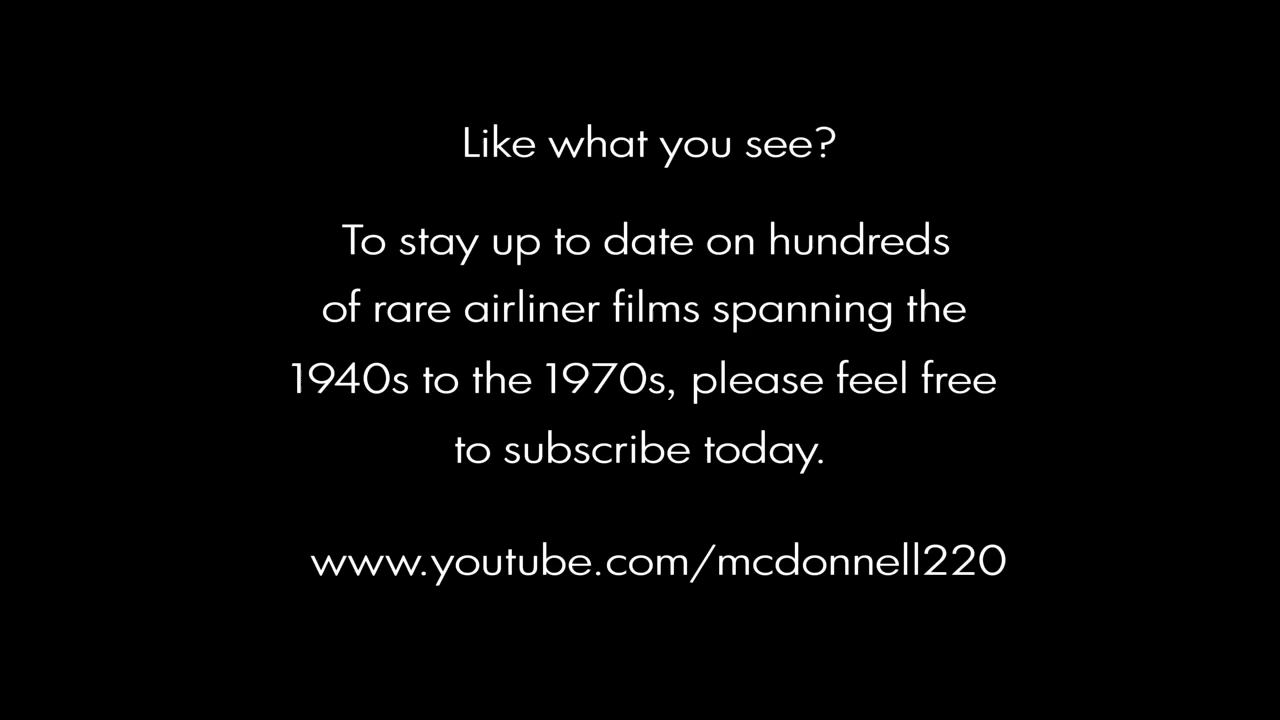 Like what you see?
To stay up to date on hundreds
of rare airliner films spanning the
1940s to the 1970s, please feel free
to subscribe today.
www.youtube.com/mcdonnell220